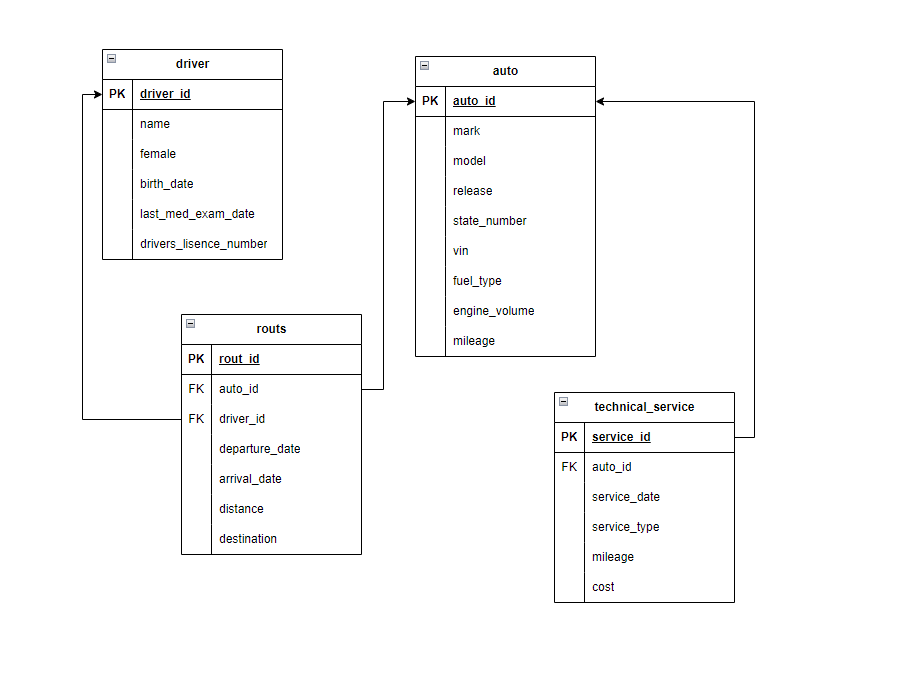 driver
PK driver_id
name
female
birth_date
last_med_exam_date
drivers_lisence_number
auto
PK auto_id
mark
model
release
state_number
vin
fuel_type
engine_volume
mileage
routs
PK rout_id
FK auto_id
FK driver_id
departure_date
arrival_date
distance
destination
technical_service
PK service_id
FK auto_id
service_date
service_type
mileage
cost